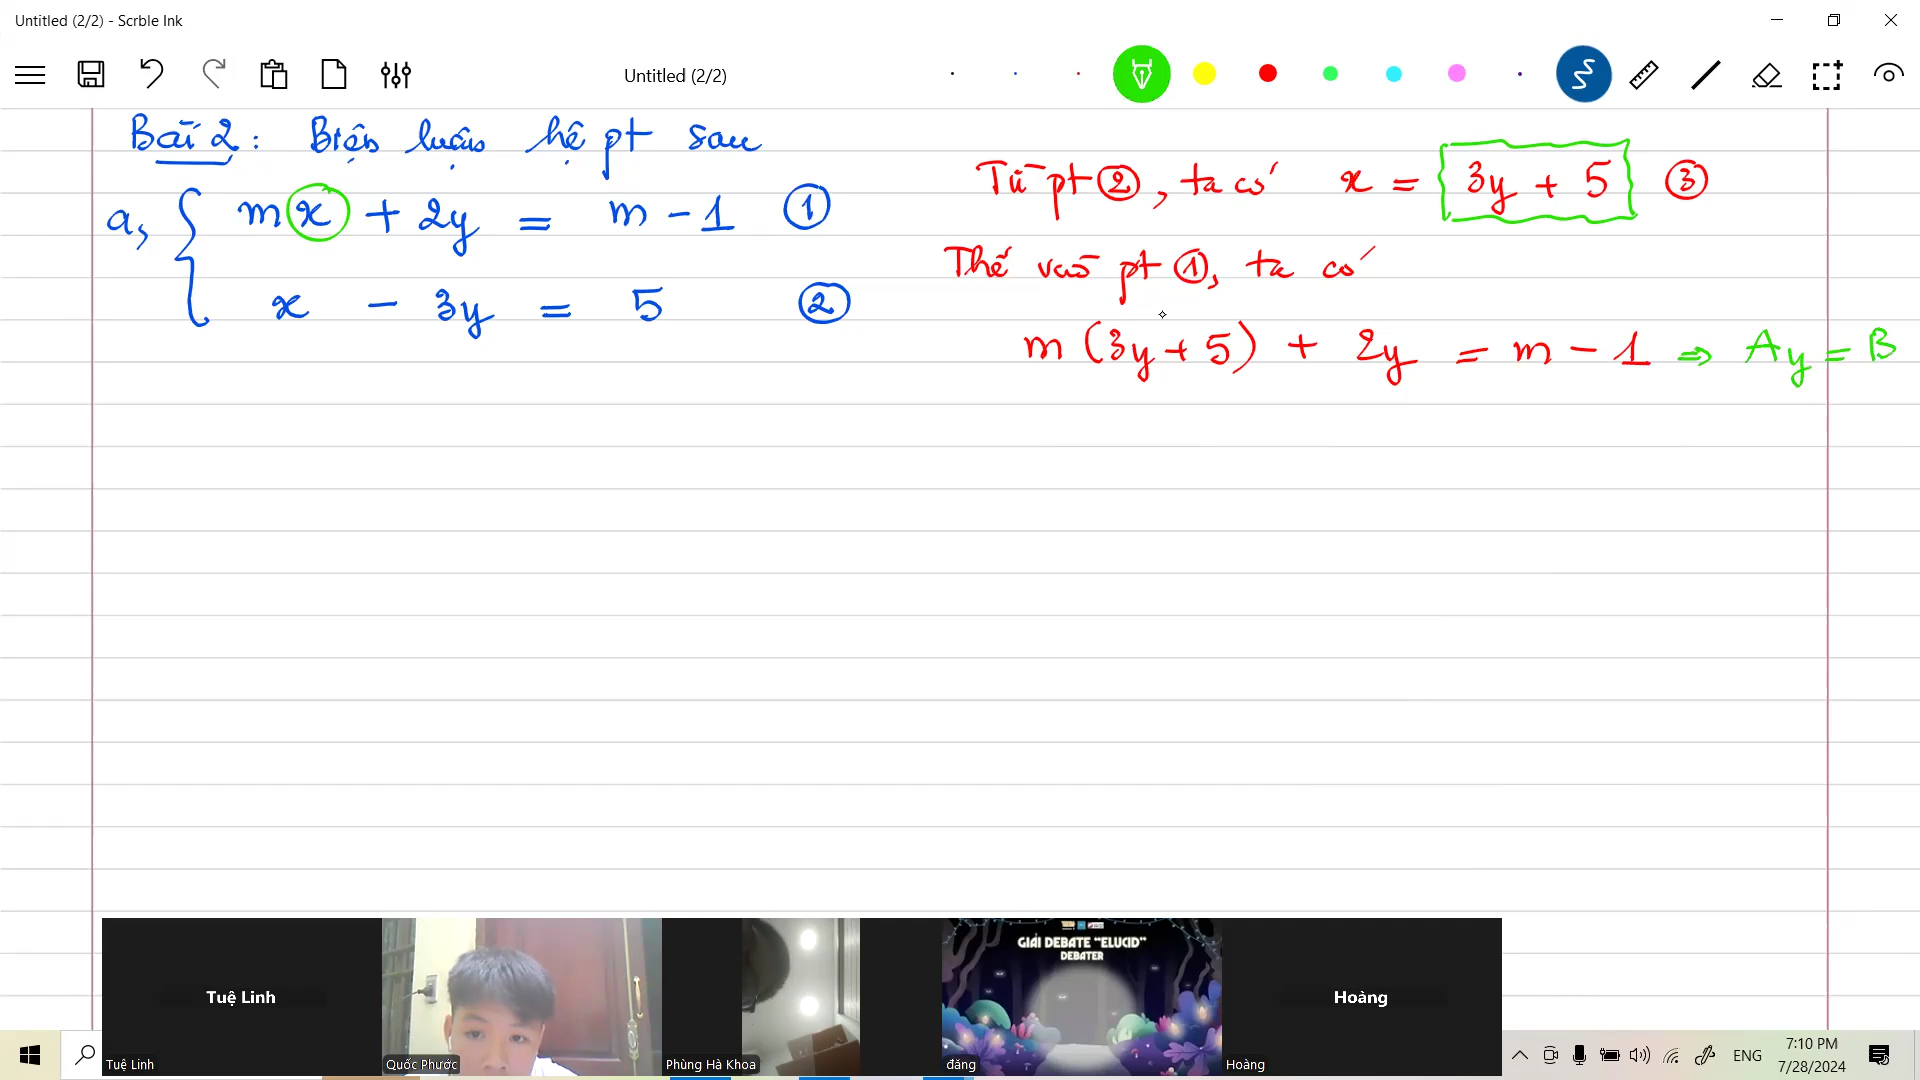 Untitled (2/2) - Scrble Ink
Untitled (2/2)
Bài 2: Biện luận hệ pt sau
a, { mx + 2y = m - 1 ①
x - 3y = 5 ②
Từ pt ②, ta có x = 3y + 5 ③
Thế vào pt ①, ta có
m (3y + 5) + 2y = m - 1 ⇒ Ay = B
Tuệ Linh
Tuệ Linh
Quốc Phước
Phùng Hà Khoa
GIẢI DEBATE "ELUCID"
DEBATER
đăng
Hoàng
Hoàng
ENG
7:10 PM
7/28/2024